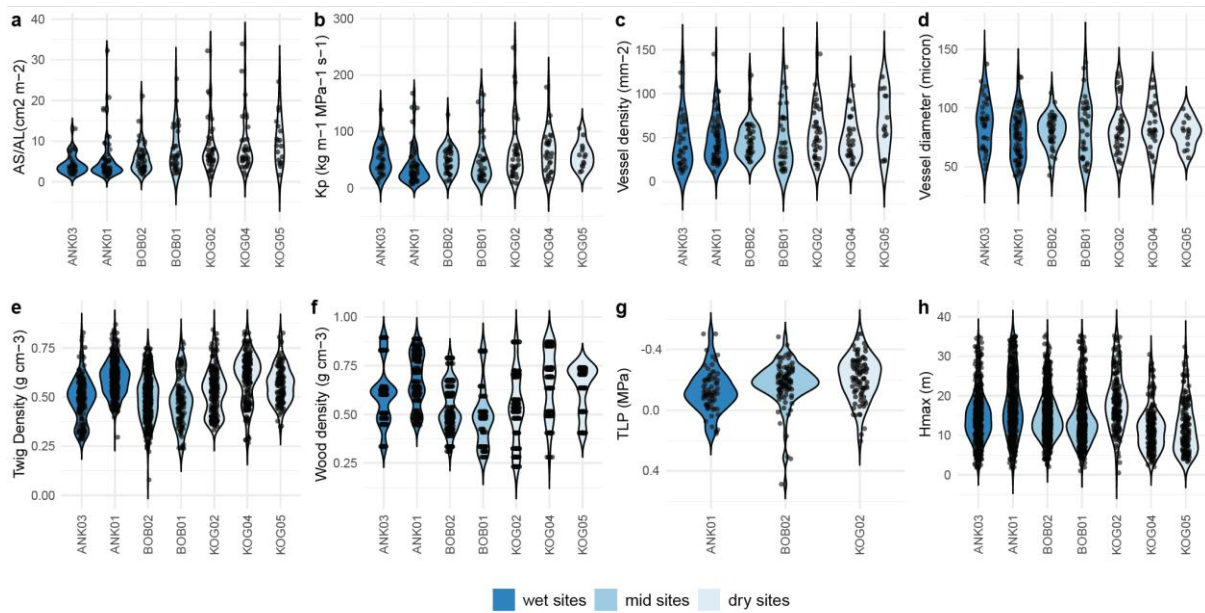 a
AS/AL(cm2 m-2)
40
30
20
10
0
ANK03
ANK01
BOB02
BOB01
KOG02
KOG04
KOG05
b
Kp (kg m-1 MPa-1 s-1)
300
200
100
0
ANK03
ANK01
BOB02
BOB01
KOG02
KOG04
KOG05
c
Vessel density (mm-2)
150
100
50
0
ANK03
ANK01
BOB02
BOB01
KOG02
KOG04
KOG05
d
Vessel diameter (micron)
150
100
50
ANK03
ANK01
BOB02
BOB01
KOG02
KOG04
KOG05
e
Twig Density (g cm-3)
0.75
0.50
0.25
0.00
ANK03
ANK01
BOB02
BOB01
KOG02
KOG04
KOG05
f
Wood density (g cm-3)
1.00
0.75
0.50
0.25
ANK03
ANK01
BOB02
BOB01
KOG02
KOG04
KOG05
g
TLP (MPa)
-0.4
0.0
0.4
ANK01
BOB02
KOG02
h
Hmax (m)
40
30
20
10
0
ANK03
ANK01
BOB02
BOB01
KOG02
KOG04
KOG05
wet sites mid sites dry sites